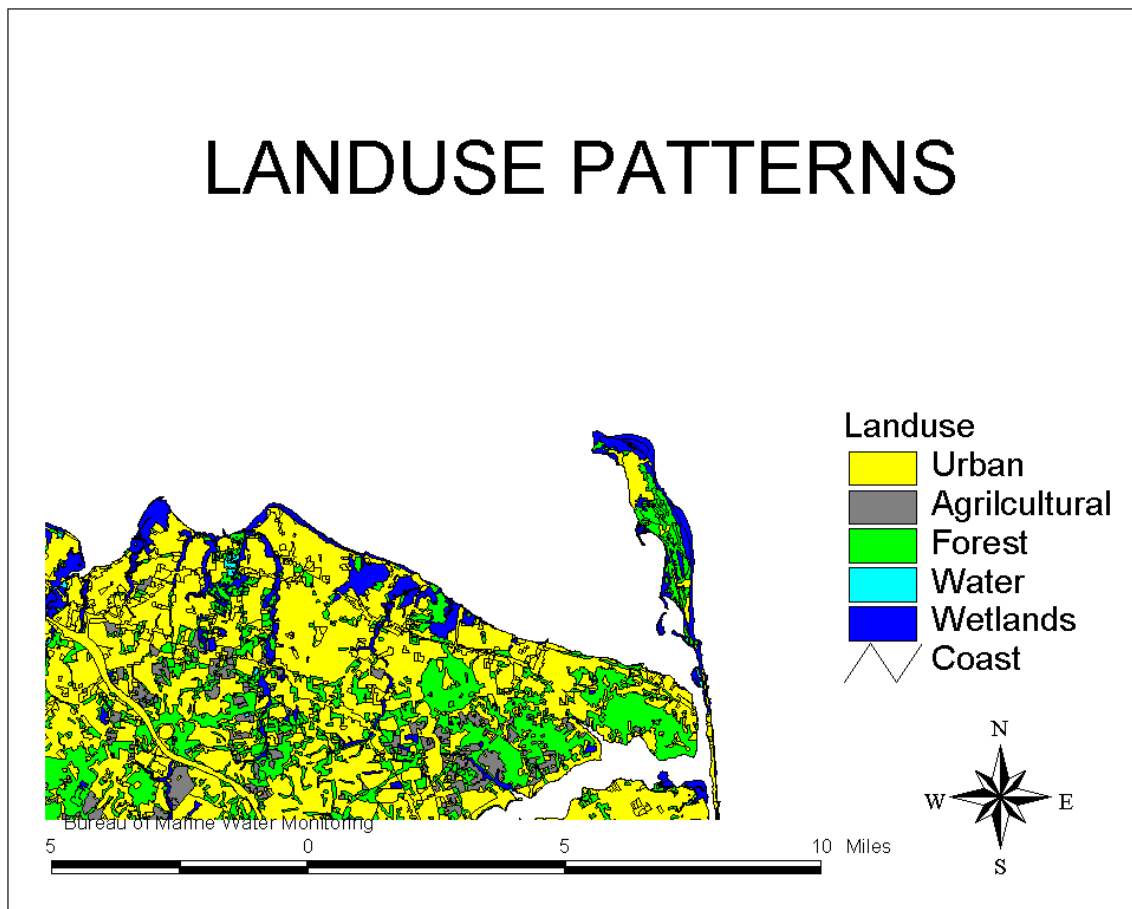 LANDUSE PATTERNS
Landuse
Urban
Agrilcultural
Forest
Water
Wetlands
Coast
N
W E
S
Bureau of Marine Water Monitoring
5 0 5 10 Miles